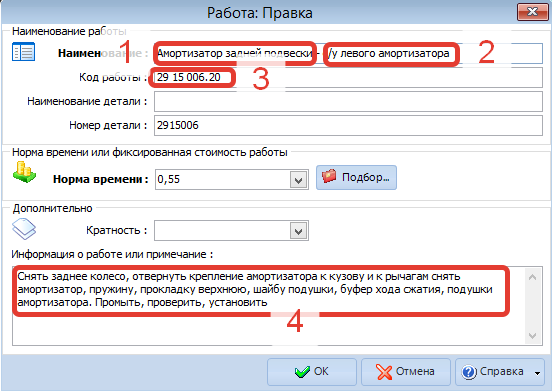 Работа: Правка
Наименование работы
1 2
Наименование: Амортизатор задней подвески - с/у левого амортизатора
Код работы: 29 15 006.20 3
Наименование детали:
Номер детали: 2915006
Норма времени или фиксированная стоимость работы
Норма времени: 0,55 Подбор...
Дополнительно
Кратность:
Информация о работе или примечание:
Снять заднее колесо, отвернуть крепление амортизатора к кузову и к рычагам снять
амортизатор, пружину, прокладку верхнюю, шайбу подушки, буфер хода сжатия, подушки
амортизатора. Промыть, проверить, установить
4
OK Отмена Справка